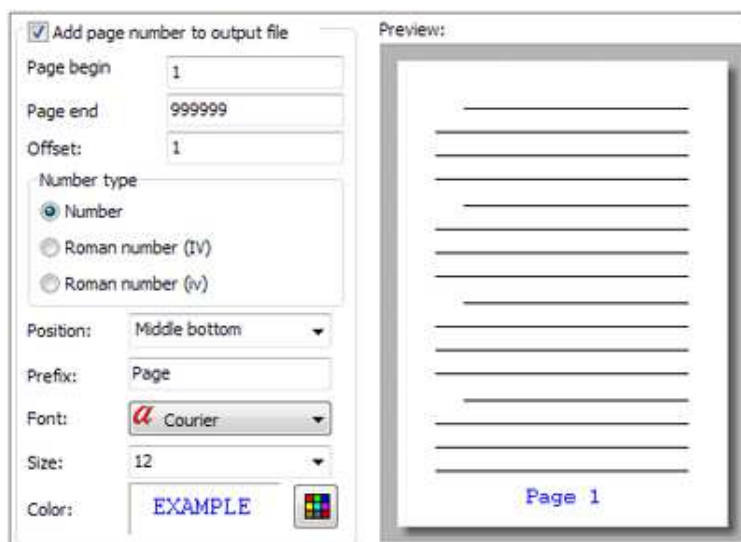 Add page number to output file
Preview:
Page begin 1
Page end 999999
Offset: 1
Number type
Number
Roman number (IV)
Roman number (iv)
Position: Middle bottom
Prefix: Page
Font: a Courier
Size: 12
Color: EXAMPLE
Page 1